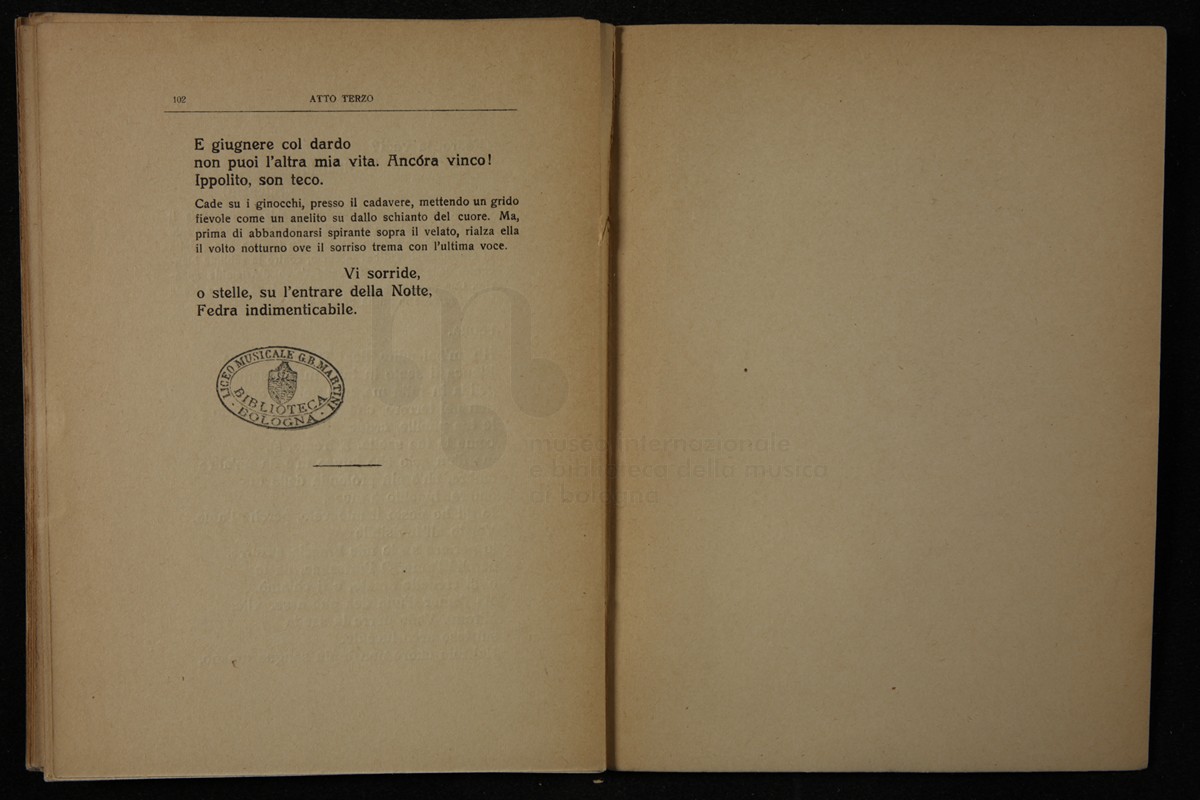 102
ATTO TERZO
E giugnere col dardo
non puoi l'altra mia vita. Ancóra vinco!
Ippolito, son teco.
Cade su i ginocchi, presso il cadavere, mettendo un grido
fievole come un anelito su dallo schianto del cuore. Ma,
prima di abbandonarsi spirante sopra il velato, rialza ella
il volto notturno ove il sorriso trema con l'ultima voce.
Vi sorride,
o stelle, su l'entrare della Notte,
Fedra indimenticabile.
LICEO MUSICALE G.B. MARTINI
BIBLIOTECA
BOLOGNA
museo internazionale
e biblioteca della musica
di bologna